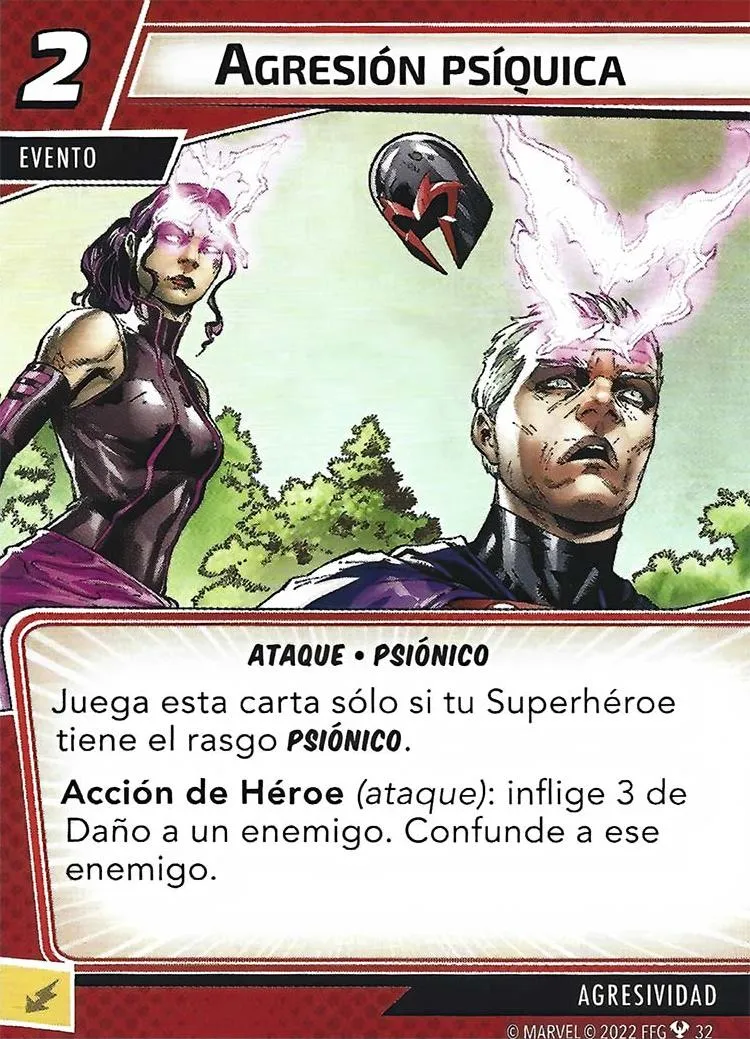 2
AGRESIÓN PSÍQUICA
EVENTO
ATAQUE • PSIÓNICO
Juega esta carta sólo si tu Superhéroe
tiene el rasgo PSIÓNICO.
Acción de Héroe (ataque): inflige 3 de
Daño a un enemigo. Confunde a ese
enemigo.
AGRESIVIDAD
© MARVEL © 2022 FFG 32